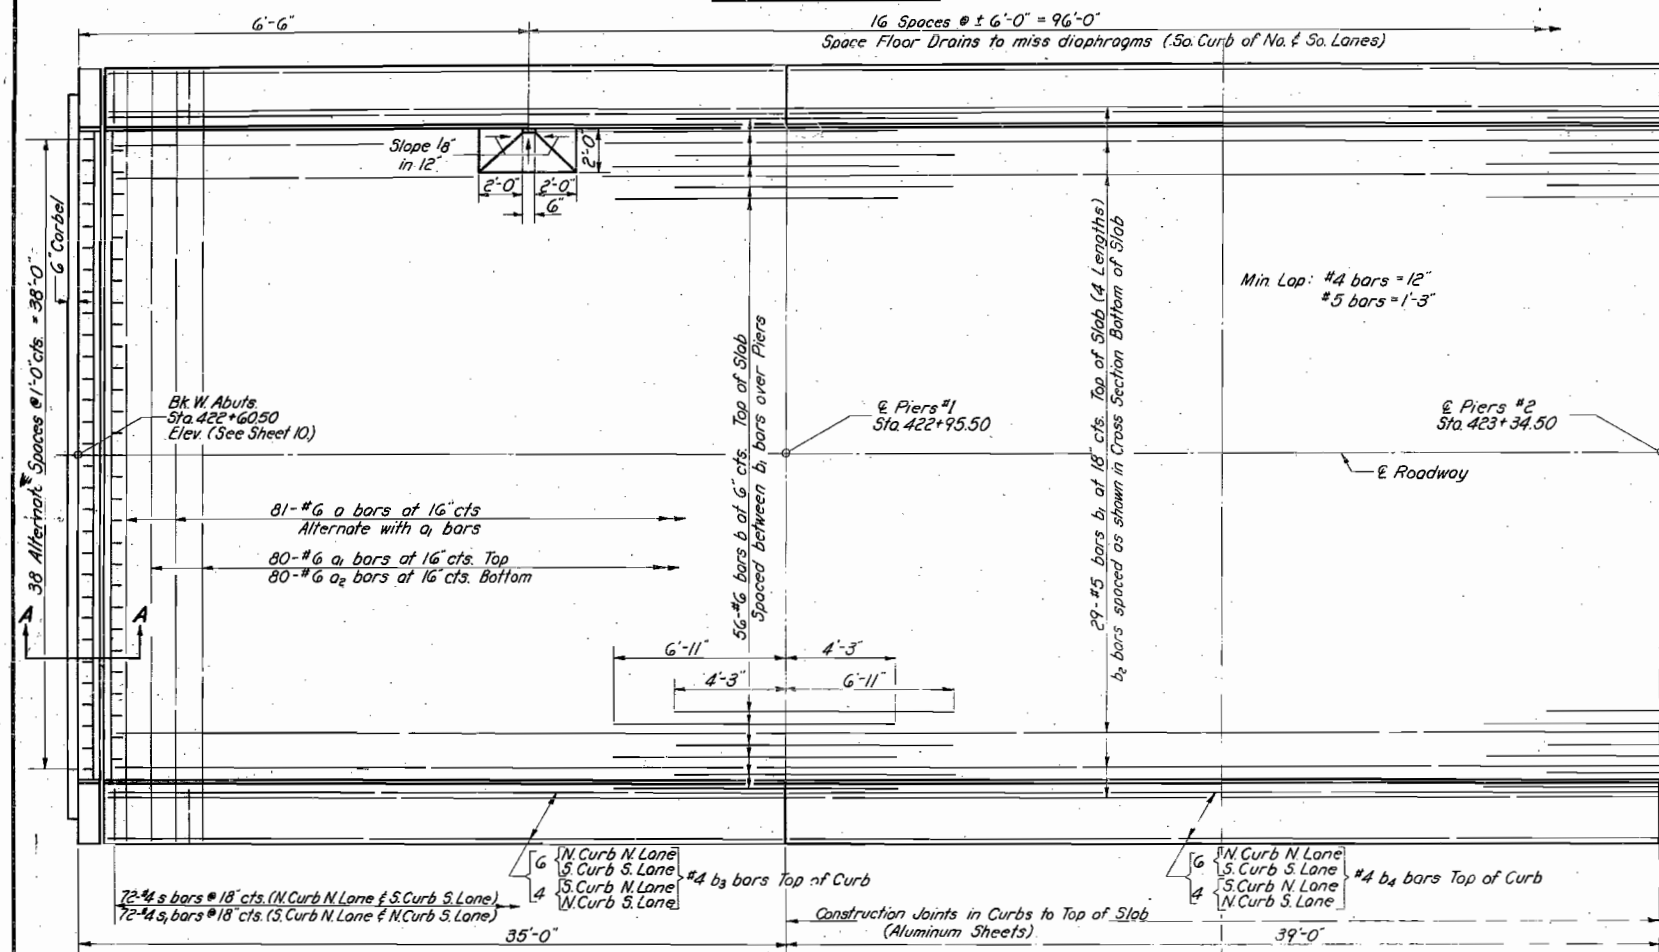 6'-6"
16 Spaces @ ± 6'-0" = 96'-0"
Space Floor Drains to miss diaphragms (So. Curb of No. & So. Lanes)
Slope 1/8"
in 12"
2'-0"
2'-0"
2'-0"
6"
6" Corbel
38 Alternate Spaces @ 1'-0" cts. = 38'-0"
Min. Lap: #4 bars = 12"
#5 bars = 1'-3"
Bk. W. Abuts.
Sta. 422+60.50
Elev. (See Sheet 10.)
℄ Piers #1
Sta. 422+95.50
℄ Piers #2
Sta. 423+34.50
℄ Roadway
81-#6 a bars at 16" cts
Alternate with a1 bars
80-#6 a1 bars at 16" cts. Top
80-#6 a2 bars at 16" cts. Bottom
56-#6 bars b at 6" cts. Top of Slab
Spaced between b1 bars over Piers
29-#5 bars b1 at 18" cts. Top of Slab (4 Lengths)
b2 bars spaced as shown in Cross Section Bottom of Slab
A
A
6'-11"
4'-3"
4'-3"
6'-11"
6 {N. Curb N. Lane
S. Curb S. Lane}
4 {S. Curb N. Lane
N. Curb S. Lane}
#4 b3 bars Top of Curb
6 {N. Curb N. Lane
S. Curb S. Lane}
4 {S. Curb N. Lane
N. Curb S. Lane}
#4 b4 bars Top of Curb
72-#4 s bars @ 18" cts. (N. Curb N. Lane & S. Curb S. Lane)
72-#4 s1 bars @ 18" cts. (S. Curb N. Lane & N. Curb S. Lane)
Construction Joints in Curbs to Top of Slab
(Aluminum Sheets)
35'-0"
39'-0"